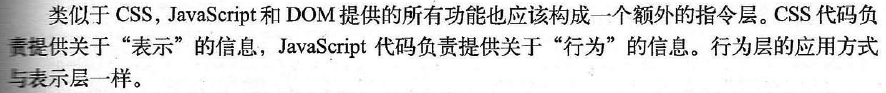 类似于 CSS，JavaScript 和 DOM 提供的所有功能也应该构成一个额外的指令层。CSS 代码负
责提供关于“表示”的信息，JavaScript 代码负责提供关于“行为”的信息。行为层的应用方式
与表示层一样。